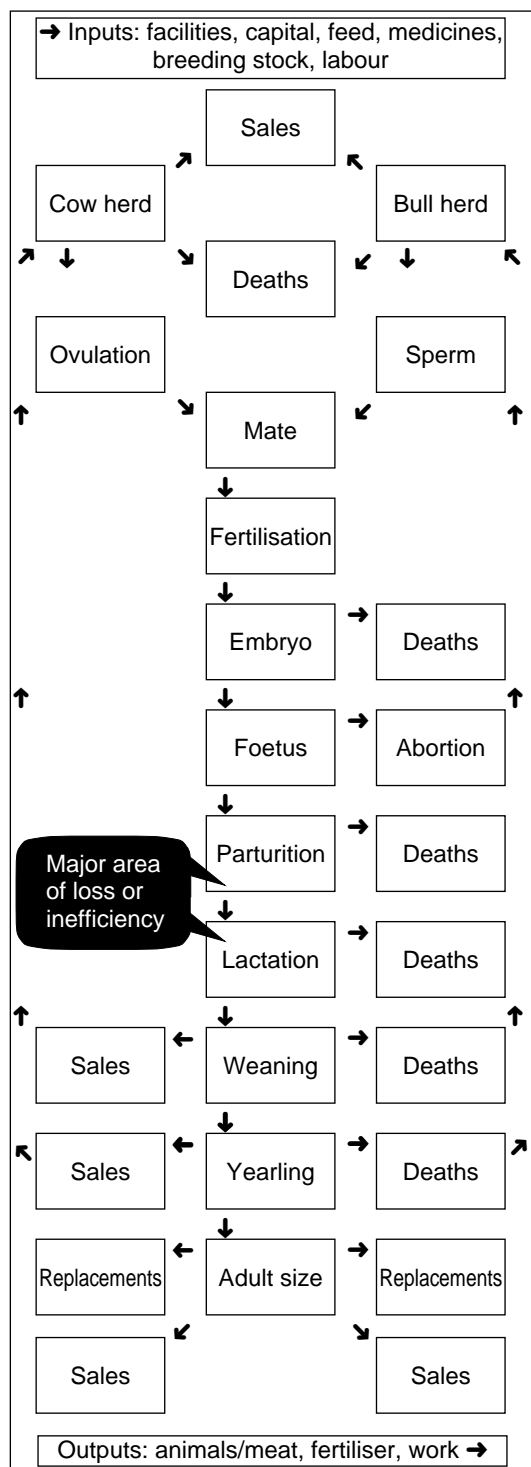 ➜ Inputs: facilities, capital, feed, medicines,
breeding stock, labour
Sales
Cow herd
Bull herd
Deaths
Ovulation
Sperm
Mate
Fertilisation
Embryo
Deaths
Foetus
Abortion
Parturition
Deaths
Major area
of loss or
inefficiency
Lactation
Deaths
Sales
Weaning
Deaths
Sales
Yearling
Deaths
Replacements
Adult size
Replacements
Sales
Sales
Outputs: animals/meat, fertiliser, work ➜